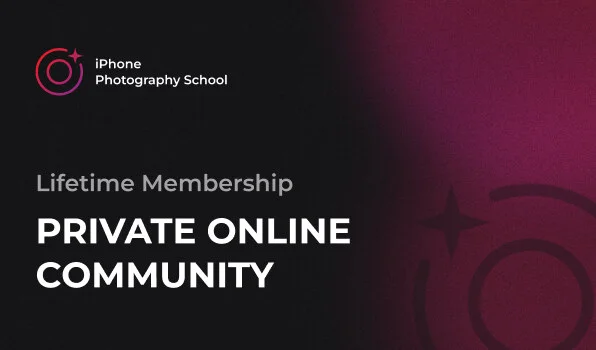 iPhone
Photography School
Lifetime Membership
PRIVATE ONLINE
COMMUNITY